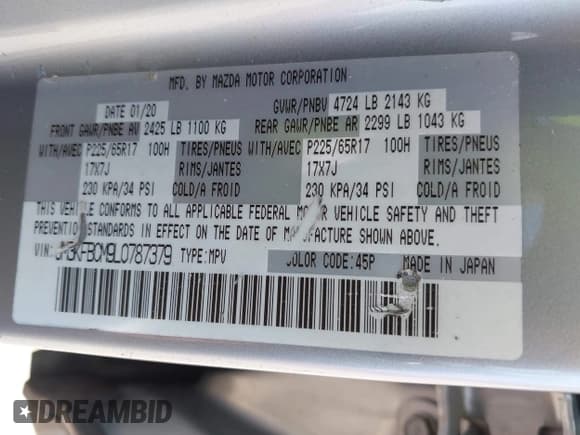 MFD. BY MAZDA MOTOR CORPORATION
DATE 01/20 GVWR/PNBV 4724 LB 2143 KG
FRONT GAWR/PNBE AV 2425 LB 1100 KG REAR GAWR/PNBE AR 2299 LB 1043 KG
WITH/AVEC P225/65R17 100H TIRES/PNEUS WITH/AVEC P225/65R17 100H TIRES/PNEUS
17X7J RIMS/JANTES 17X7J RIMS/JANTES
230 KPA/34 PSI COLD/A FROID 230 KPA/34 PSI COLD/A FROID
THIS VEHICLE CONFORMS TO ALL APPLICABLE FEDERAL MOTOR VEHICLE SAFETY AND THEFT
PREVENTION STANDARDS IN EFFECT ON THE DATE OF MANUFACTURE SHOWN ABOVE.
VIN: TYPE: MPV COLOR CODE: 45P MADE IN JAPAN
DREAMBID